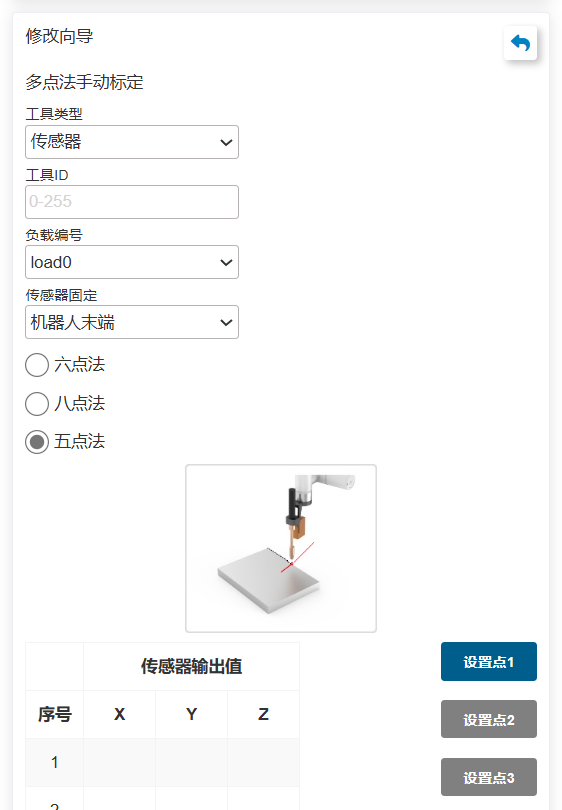 修改向导
多点法手动标定
工具类型
传感器
工具ID
0-255
负载编号
load0
传感器固定
机器人末端
六点法
八点法
五点法
传感器输出值
设置点1
序号 X Y Z
设置点2
1
设置点3
2